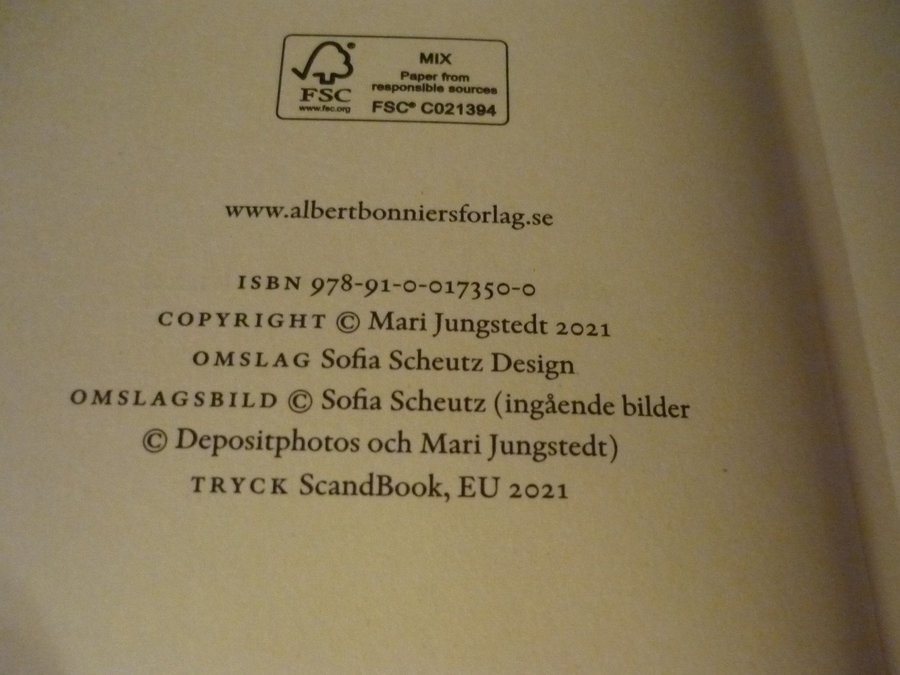 MIX
Paper from
responsible sources
FSC® C021394
®
FSC
www.fsc.org
www.albertbonniersforlag.se
ISBN 978-91-0-017350-0
COPYRIGHT © Mari Jungstedt 2021
OMSLAG Sofia Scheutz Design
OMSLAGSBILD © Sofia Scheutz (ingående bilder
© Depositphotos och Mari Jungstedt)
TRYCK ScandBook, EU 2021